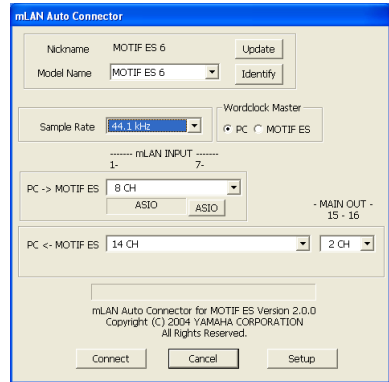 mLAN Auto Connector
Nickname MOTIF ES 6 Update
Model Name MOTIF ES 6 Identify
Wordclock Master
Sample Rate 44.1 kHz PC MOTIF ES
------- mLAN INPUT -------
1- 7-
PC -> MOTIF ES 8 CH
ASIO ASIO
- MAIN OUT -
15 - 16
PC <- MOTIF ES 14 CH 2 CH
mLAN Auto Connector for MOTIF ES Version 2.0.0
Copyright (C) 2004 YAMAHA CORPORATION
All Rights Reserved.
Connect Cancel Setup